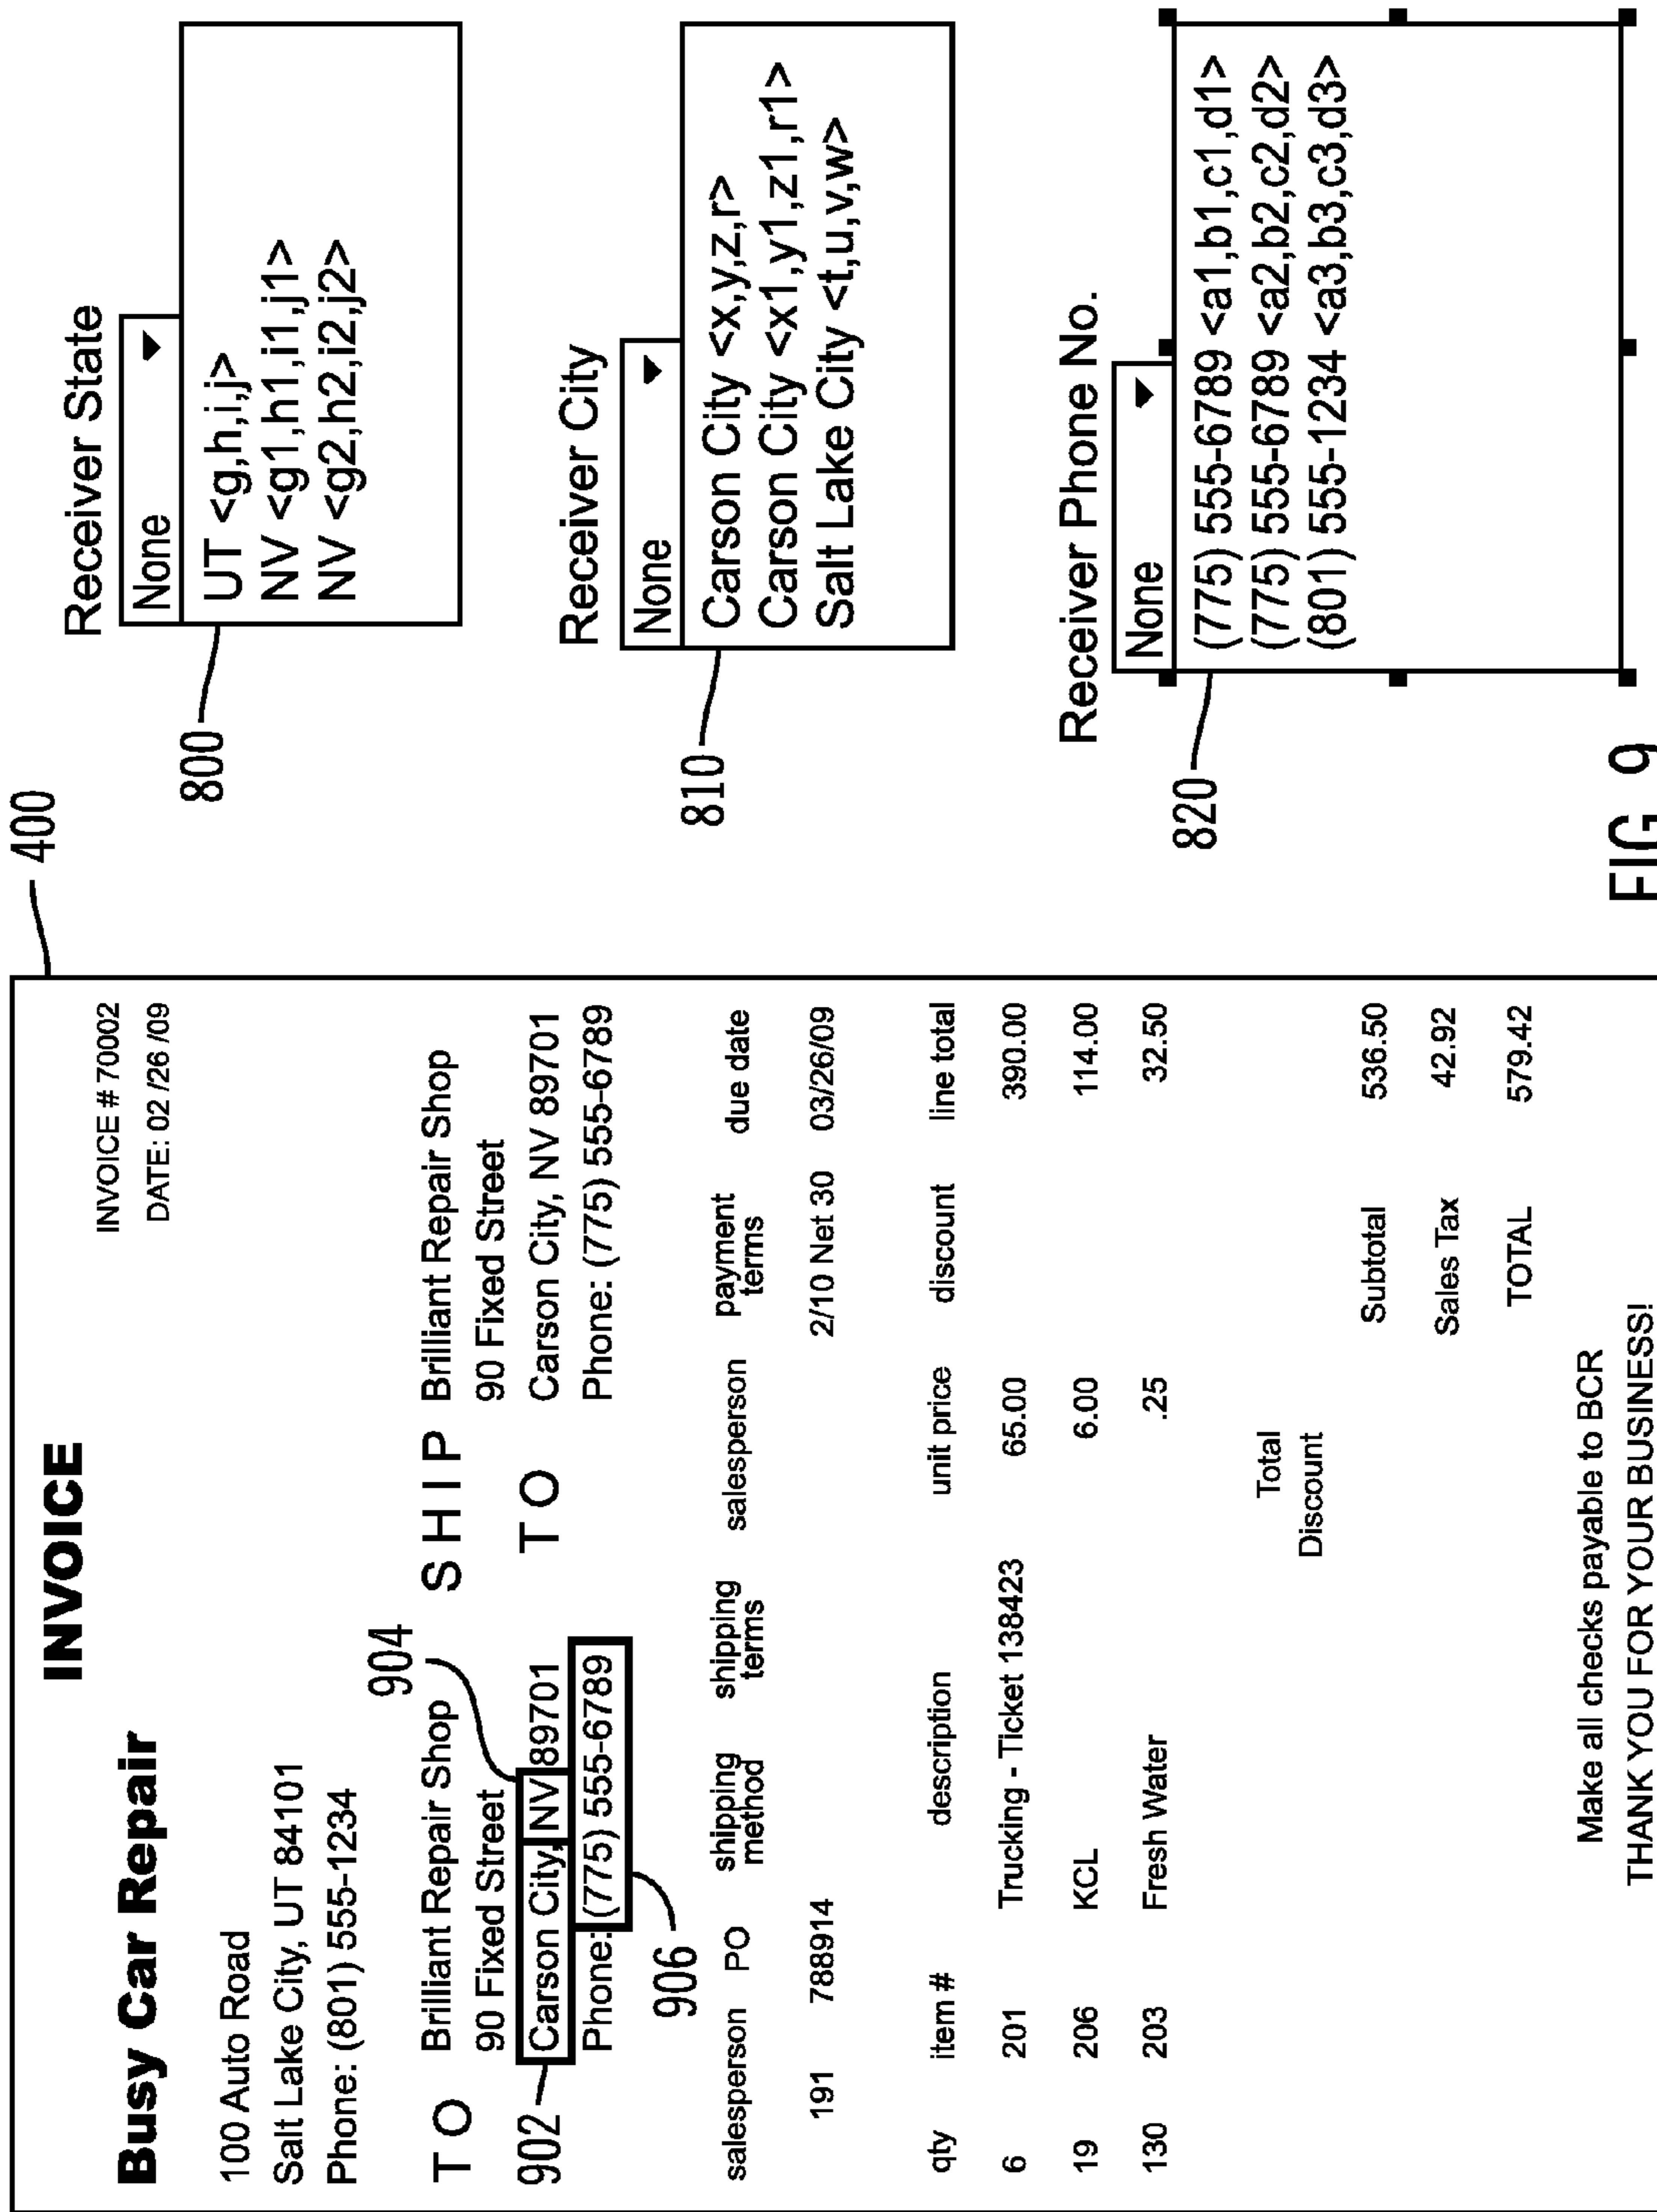 400
INVOICE
INVOICE # 70002
DATE: 02 /26 /09
Busy Car Repair
100 Auto Road
Salt Lake City, UT 84101
Phone: (801) 555-1234
904
TO
Brilliant Repair Shop
90 Fixed Street
Carson City, NV 89701
Phone: (775) 555-6789
902
906
SHIP
TO
Brilliant Repair Shop
90 Fixed Street
Carson City, NV 89701
Phone: (775) 555-6789
salesperson PO shipping method shipping terms salesperson payment terms due date
191 788914 2/10 Net 30 03/26/09
qty item # description unit price discount line total
6 201 Trucking - Ticket 138423 65.00 390.00
19 206 KCL 6.00 114.00
130 203 Fresh Water .25 32.50
Total
Discount
Subtotal 536.50
Sales Tax 42.92
TOTAL 579.42
Make all checks payable to BCR
THANK YOU FOR YOUR BUSINESS!
Receiver State
None
800
UT <g,h,i,j>
NV <g1,h1,i1,j1>
NV <g2,h2,i2,j2>
Receiver City
None
810
Carson City <x,y,z,r>
Carson City <x1,y1,z1,r1>
Salt Lake City <t,u,v,w>
Receiver Phone No.
None
820
(775) 555-6789 <a1,b1,c1,d1>
(775) 555-6789 <a2,b2,c2,d2>
(801) 555-1234 <a3,b3,c3,d3>
FIG. 9